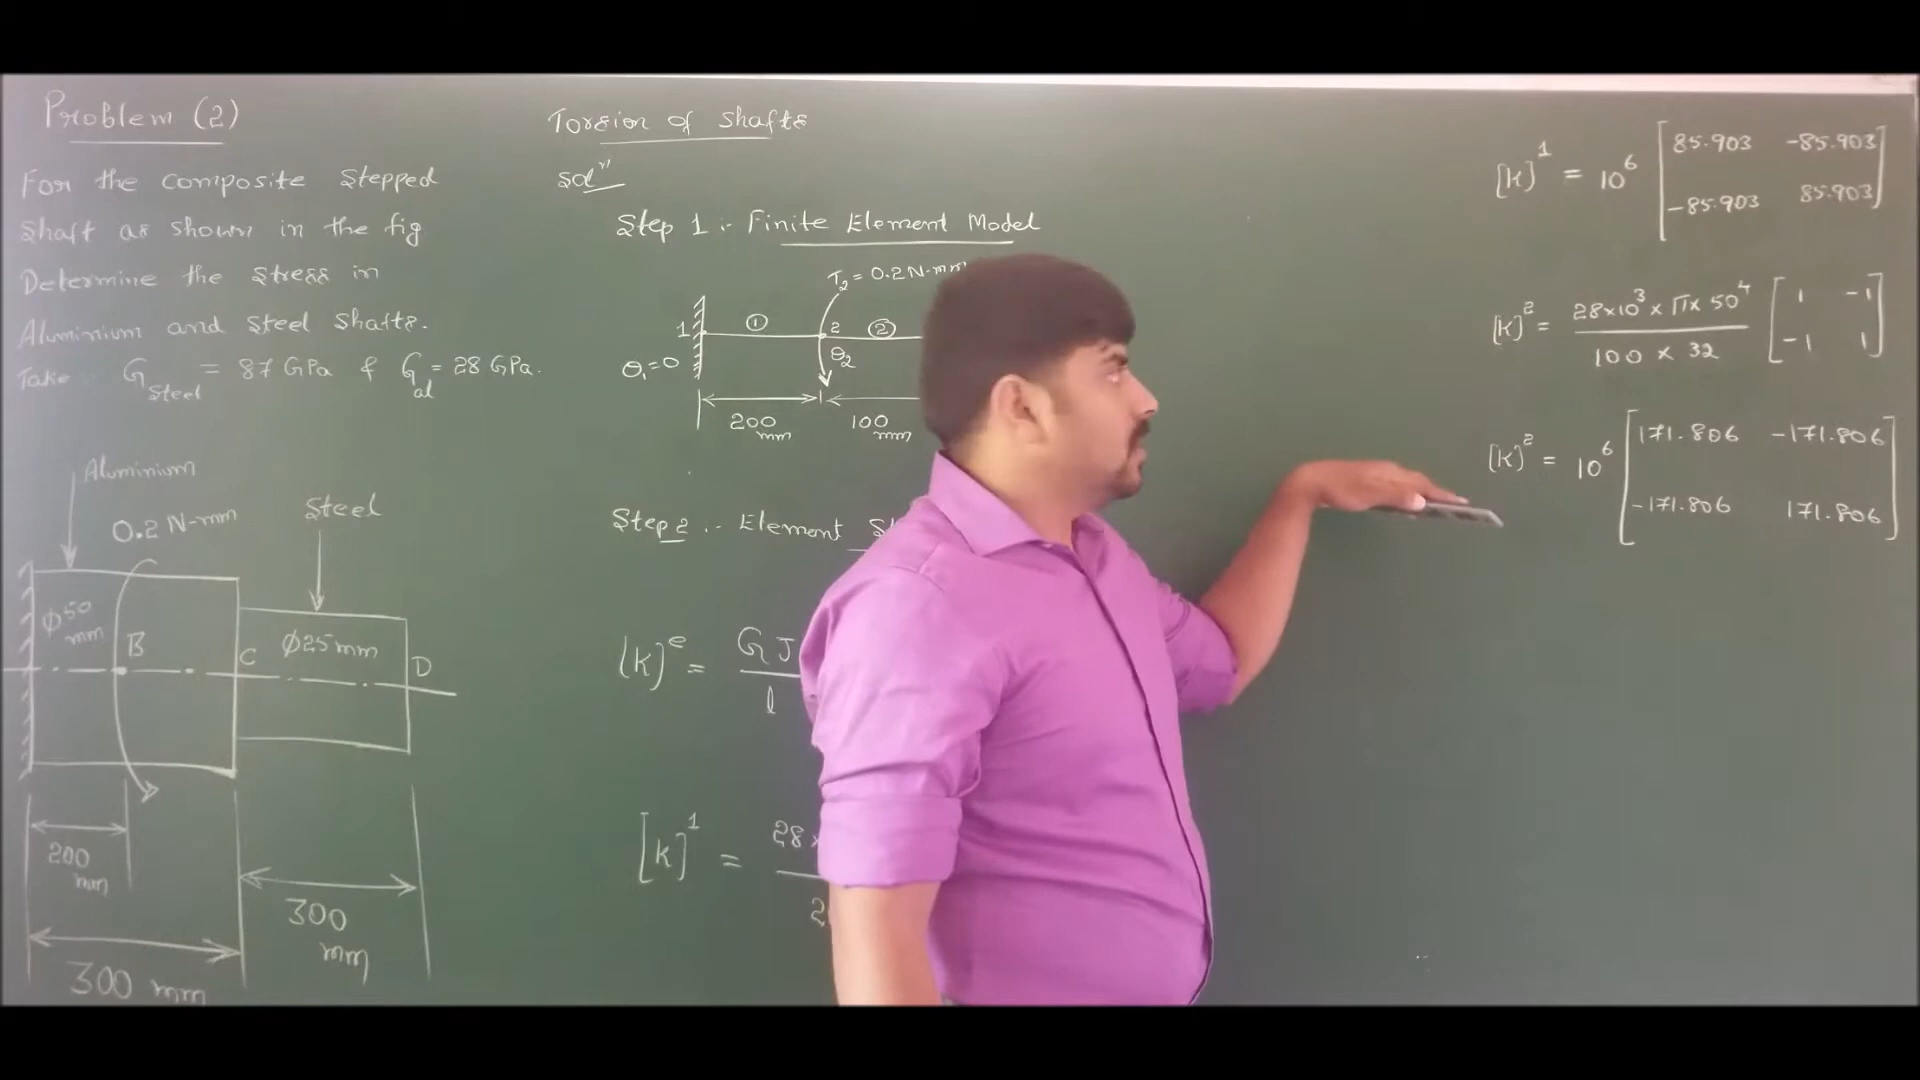 Problem (2)
For the composite stepped
shaft as shown in the fig
Determine the stress in
Aluminium and steel shafts.
Take G_steel = 87 GPa & G_al = 28 GPa.
Aluminium
0.2 N-mm
Steel
ϕ50 mm
B
C
ϕ25mm
D
200 mm
300 mm
300 mm
Torsion of shafts
solⁿ
Step 1 :- Finite Element Model
T₂ = 0.2 N-mm
1
①
2
②
θ₁=0
θ₂
200 mm
100 mm
Step 2 :- Element
[K]^e = GJ / l
[K]^1 = 28×
[K]^1 = 10^6 [85.903 -85.903
-85.903 85.903]
[K]^2 = 28×10^3 × π × 50^4 / 100 × 32 [1 -1
-1 1]
[K]^2 = 10^6 [171.806 -171.806
-171.806 171.806]